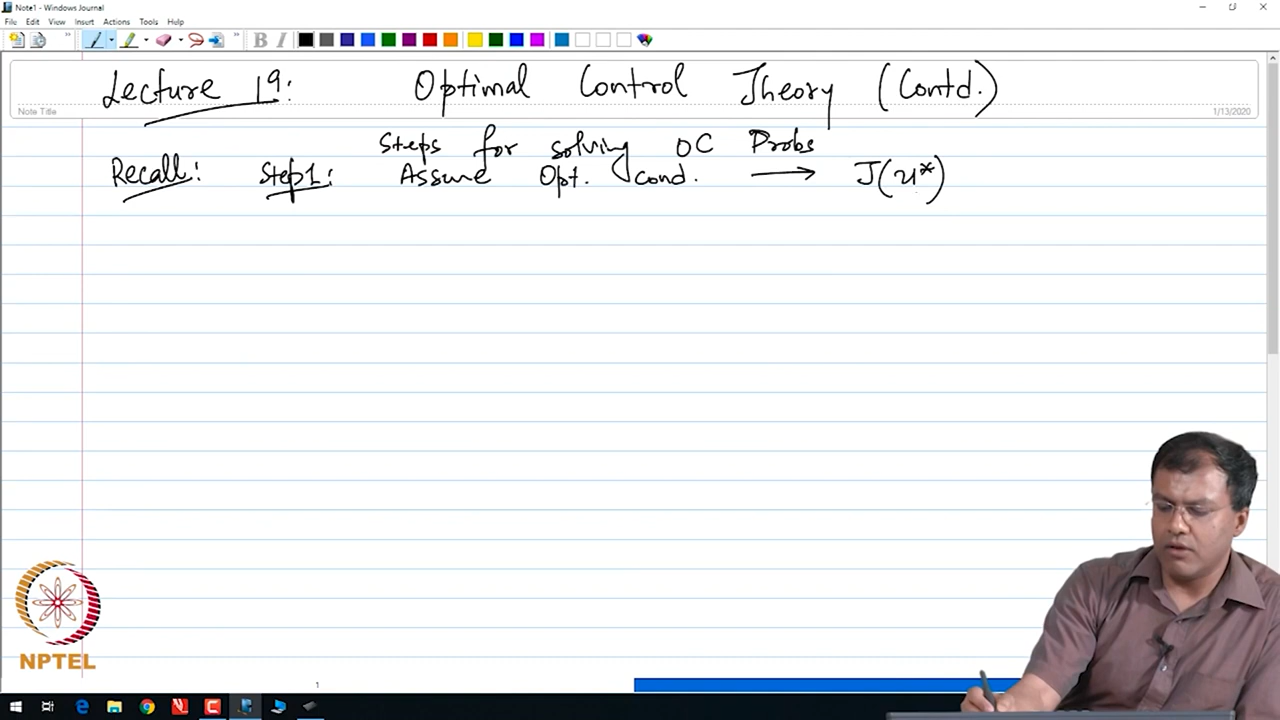 Note1 - Windows Journal
File Edit View Insert Actions Tools Help
Lecture 19: Optimal Control Theory (Contd.)
Note Title
1/13/2020
Steps for solving OC Probs
Recall: Step1: Assume Opt. cond. → J(u*)
NPTEL
1